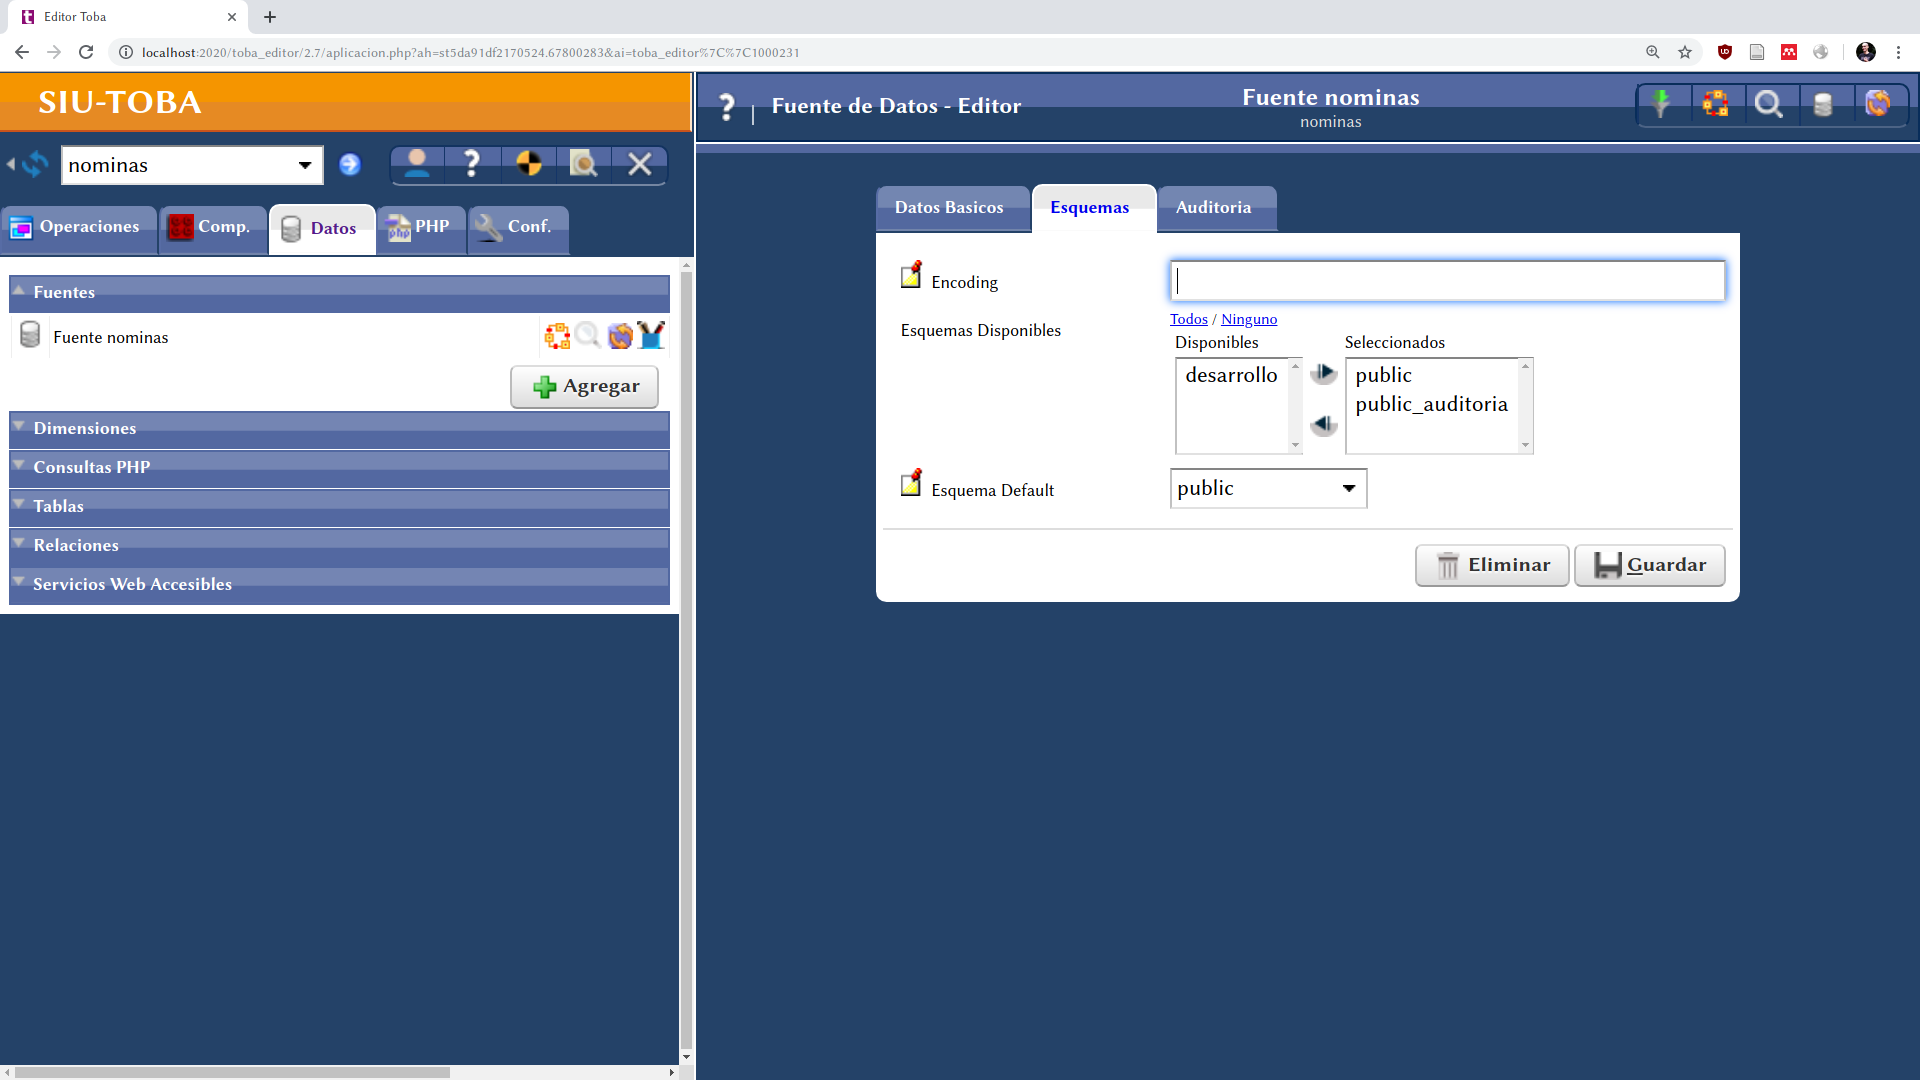 Editor Toba
localhost:2020/toba_editor/2.7/aplicacion.php?ah=st5da91df2170524.67800283&ai=toba_editor%7C%7C1000231
SIU-TOBA
nominas
Operaciones
Comp.
Datos
PHP
Conf.
Fuentes
Fuente nominas
Agregar
Dimensiones
Consultas PHP
Tablas
Relaciones
Servicios Web Accesibles
Fuente de Datos - Editor
Fuente nominas
nominas
Datos Basicos
Esquemas
Auditoria
Encoding
Esquemas Disponibles
Todos / Ninguno
Disponibles
Seleccionados
desarrollo
public
public_auditoria
Esquema Default
public
Eliminar
Guardar